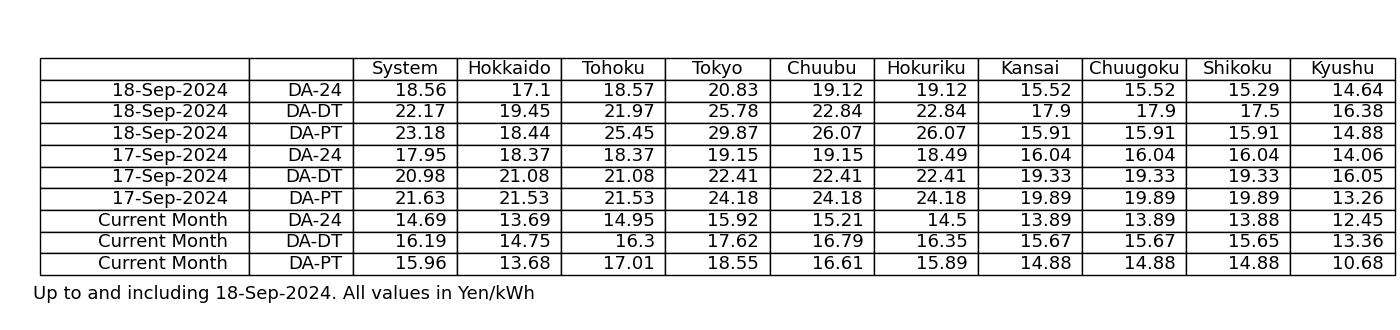 System Hokkaido Tohoku Tokyo Chuubu Hokuriku Kansai Chuugoku Shikoku Kyushu
18-Sep-2024 DA-24 18.56 17.1 18.57 20.83 19.12 19.12 15.52 15.52 15.29 14.64
18-Sep-2024 DA-DT 22.17 19.45 21.97 25.78 22.84 22.84 17.9 17.9 17.5 16.38
18-Sep-2024 DA-PT 23.18 18.44 25.45 29.87 26.07 26.07 15.91 15.91 15.91 14.88
17-Sep-2024 DA-24 17.95 18.37 18.37 19.15 19.15 18.49 16.04 16.04 16.04 14.06
17-Sep-2024 DA-DT 20.98 21.08 21.08 22.41 22.41 22.41 19.33 19.33 19.33 16.05
17-Sep-2024 DA-PT 21.63 21.53 21.53 24.18 24.18 24.18 19.89 19.89 19.89 13.26
Current Month DA-24 14.69 13.69 14.95 15.92 15.21 14.5 13.89 13.89 13.88 12.45
Current Month DA-DT 16.19 14.75 16.3 17.62 16.79 16.35 15.67 15.67 15.65 13.36
Current Month DA-PT 15.96 13.68 17.01 18.55 16.61 15.89 14.88 14.88 14.88 10.68
Up to and including 18-Sep-2024. All values in Yen/kWh